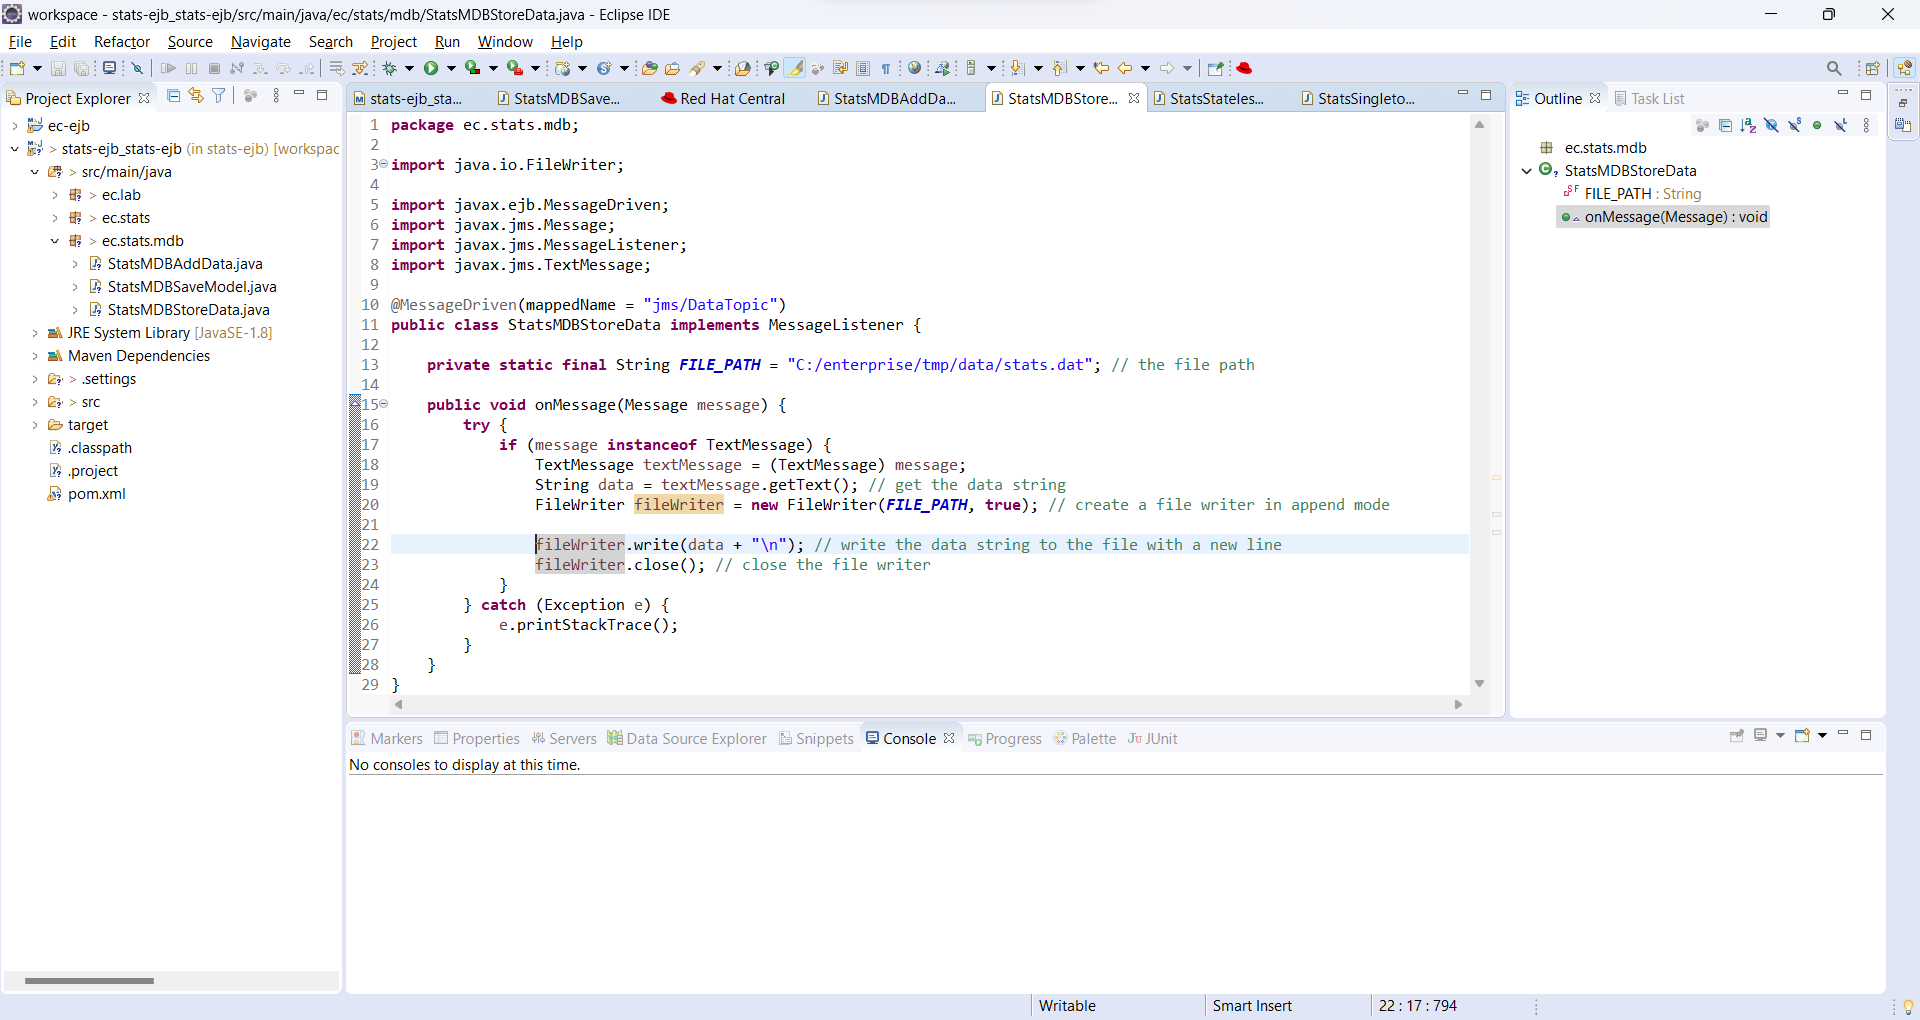 workspace - stats-ejb_stats-ejb/src/main/java/ec/stats/mdb/StatsMDBStoreData.java - Eclipse IDE
File Edit Refactor Source Navigate Search Project Run Window Help
Project Explorer
ec-ejb
> stats-ejb_stats-ejb (in stats-ejb) [workspac
> src/main/java
> ec.lab
> ec.stats
> ec.stats.mdb
StatsMDBAddData.java
StatsMDBSaveModel.java
StatsMDBStoreData.java
JRE System Library [JavaSE-1.8]
Maven Dependencies
> .settings
> src
target
.classpath
.project
pom.xml
stats-ejb_sta... StatsMDBSave... Red Hat Central StatsMDBAddDa... StatsMDBStore... StatsStateles... StatsSingleto...
1 package ec.stats.mdb;
2
3 import java.io.FileWriter;
4
5 import javax.ejb.MessageDriven;
6 import javax.jms.Message;
7 import javax.jms.MessageListener;
8 import javax.jms.TextMessage;
9
10 @MessageDriven(mappedName = "jms/DataTopic")
11 public class StatsMDBStoreData implements MessageListener {
12
13     private static final String FILE_PATH = "C:/enterprise/tmp/data/stats.dat"; // the file path
14
15     public void onMessage(Message message) {
16         try {
17             if (message instanceof TextMessage) {
18                 TextMessage textMessage = (TextMessage) message;
19                 String data = textMessage.getText(); // get the data string
20                 FileWriter fileWriter = new FileWriter(FILE_PATH, true); // create a file writer in append mode
21
22                 fileWriter.write(data + "\n"); // write the data string to the file with a new line
23                 fileWriter.close(); // close the file writer
24             }
25         } catch (Exception e) {
26             e.printStackTrace();
27         }
28     }
29 }
Outline Task List
ec.stats.mdb
StatsMDBStoreData
FILE_PATH : String
onMessage(Message) : void
Markers Properties Servers Data Source Explorer Snippets Console Progress Palette JUnit
No consoles to display at this time.
Writable Smart Insert 22 : 17 : 794